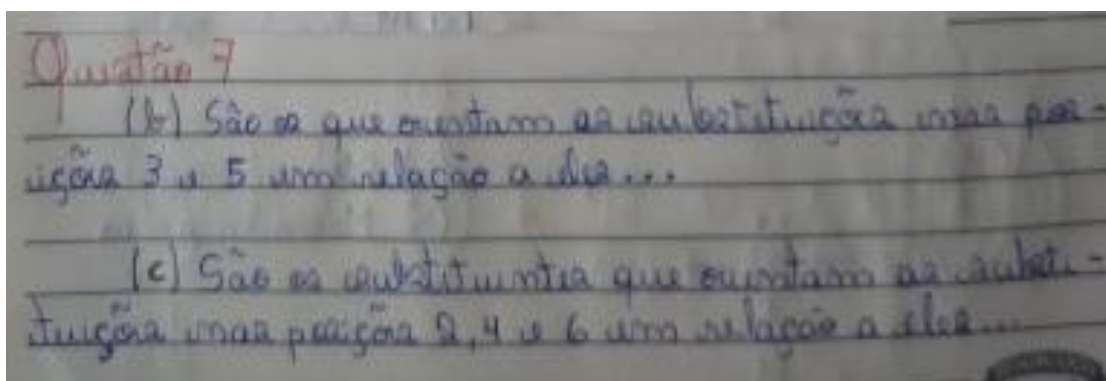 Questão 7
(b) São os que orientam as substituições nas posi-
ições 3 e 5 em relação a eles...
(c) São os substituintes que orientam as substi-
tuições nas posições 2, 4 e 6 em relação a eles...